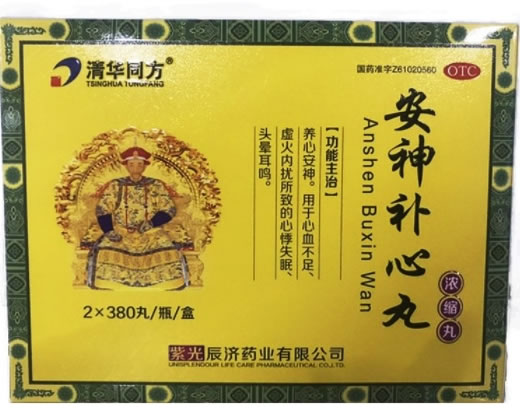 清华同方®
TSINGHUA TONGFANG
国药准字Z61020560
OTC
安神补心丸
Anshen Buxin Wan
浓缩丸
【功能主治】
养心安神。用于心血不足、
虚火内扰所致的心悸失眠、
头晕耳鸣。
2×380丸/瓶/盒
紫光辰济药业有限公司
UNISPLENDOUR LIFE CARE PHARMACEUTICAL CO.,LTD.